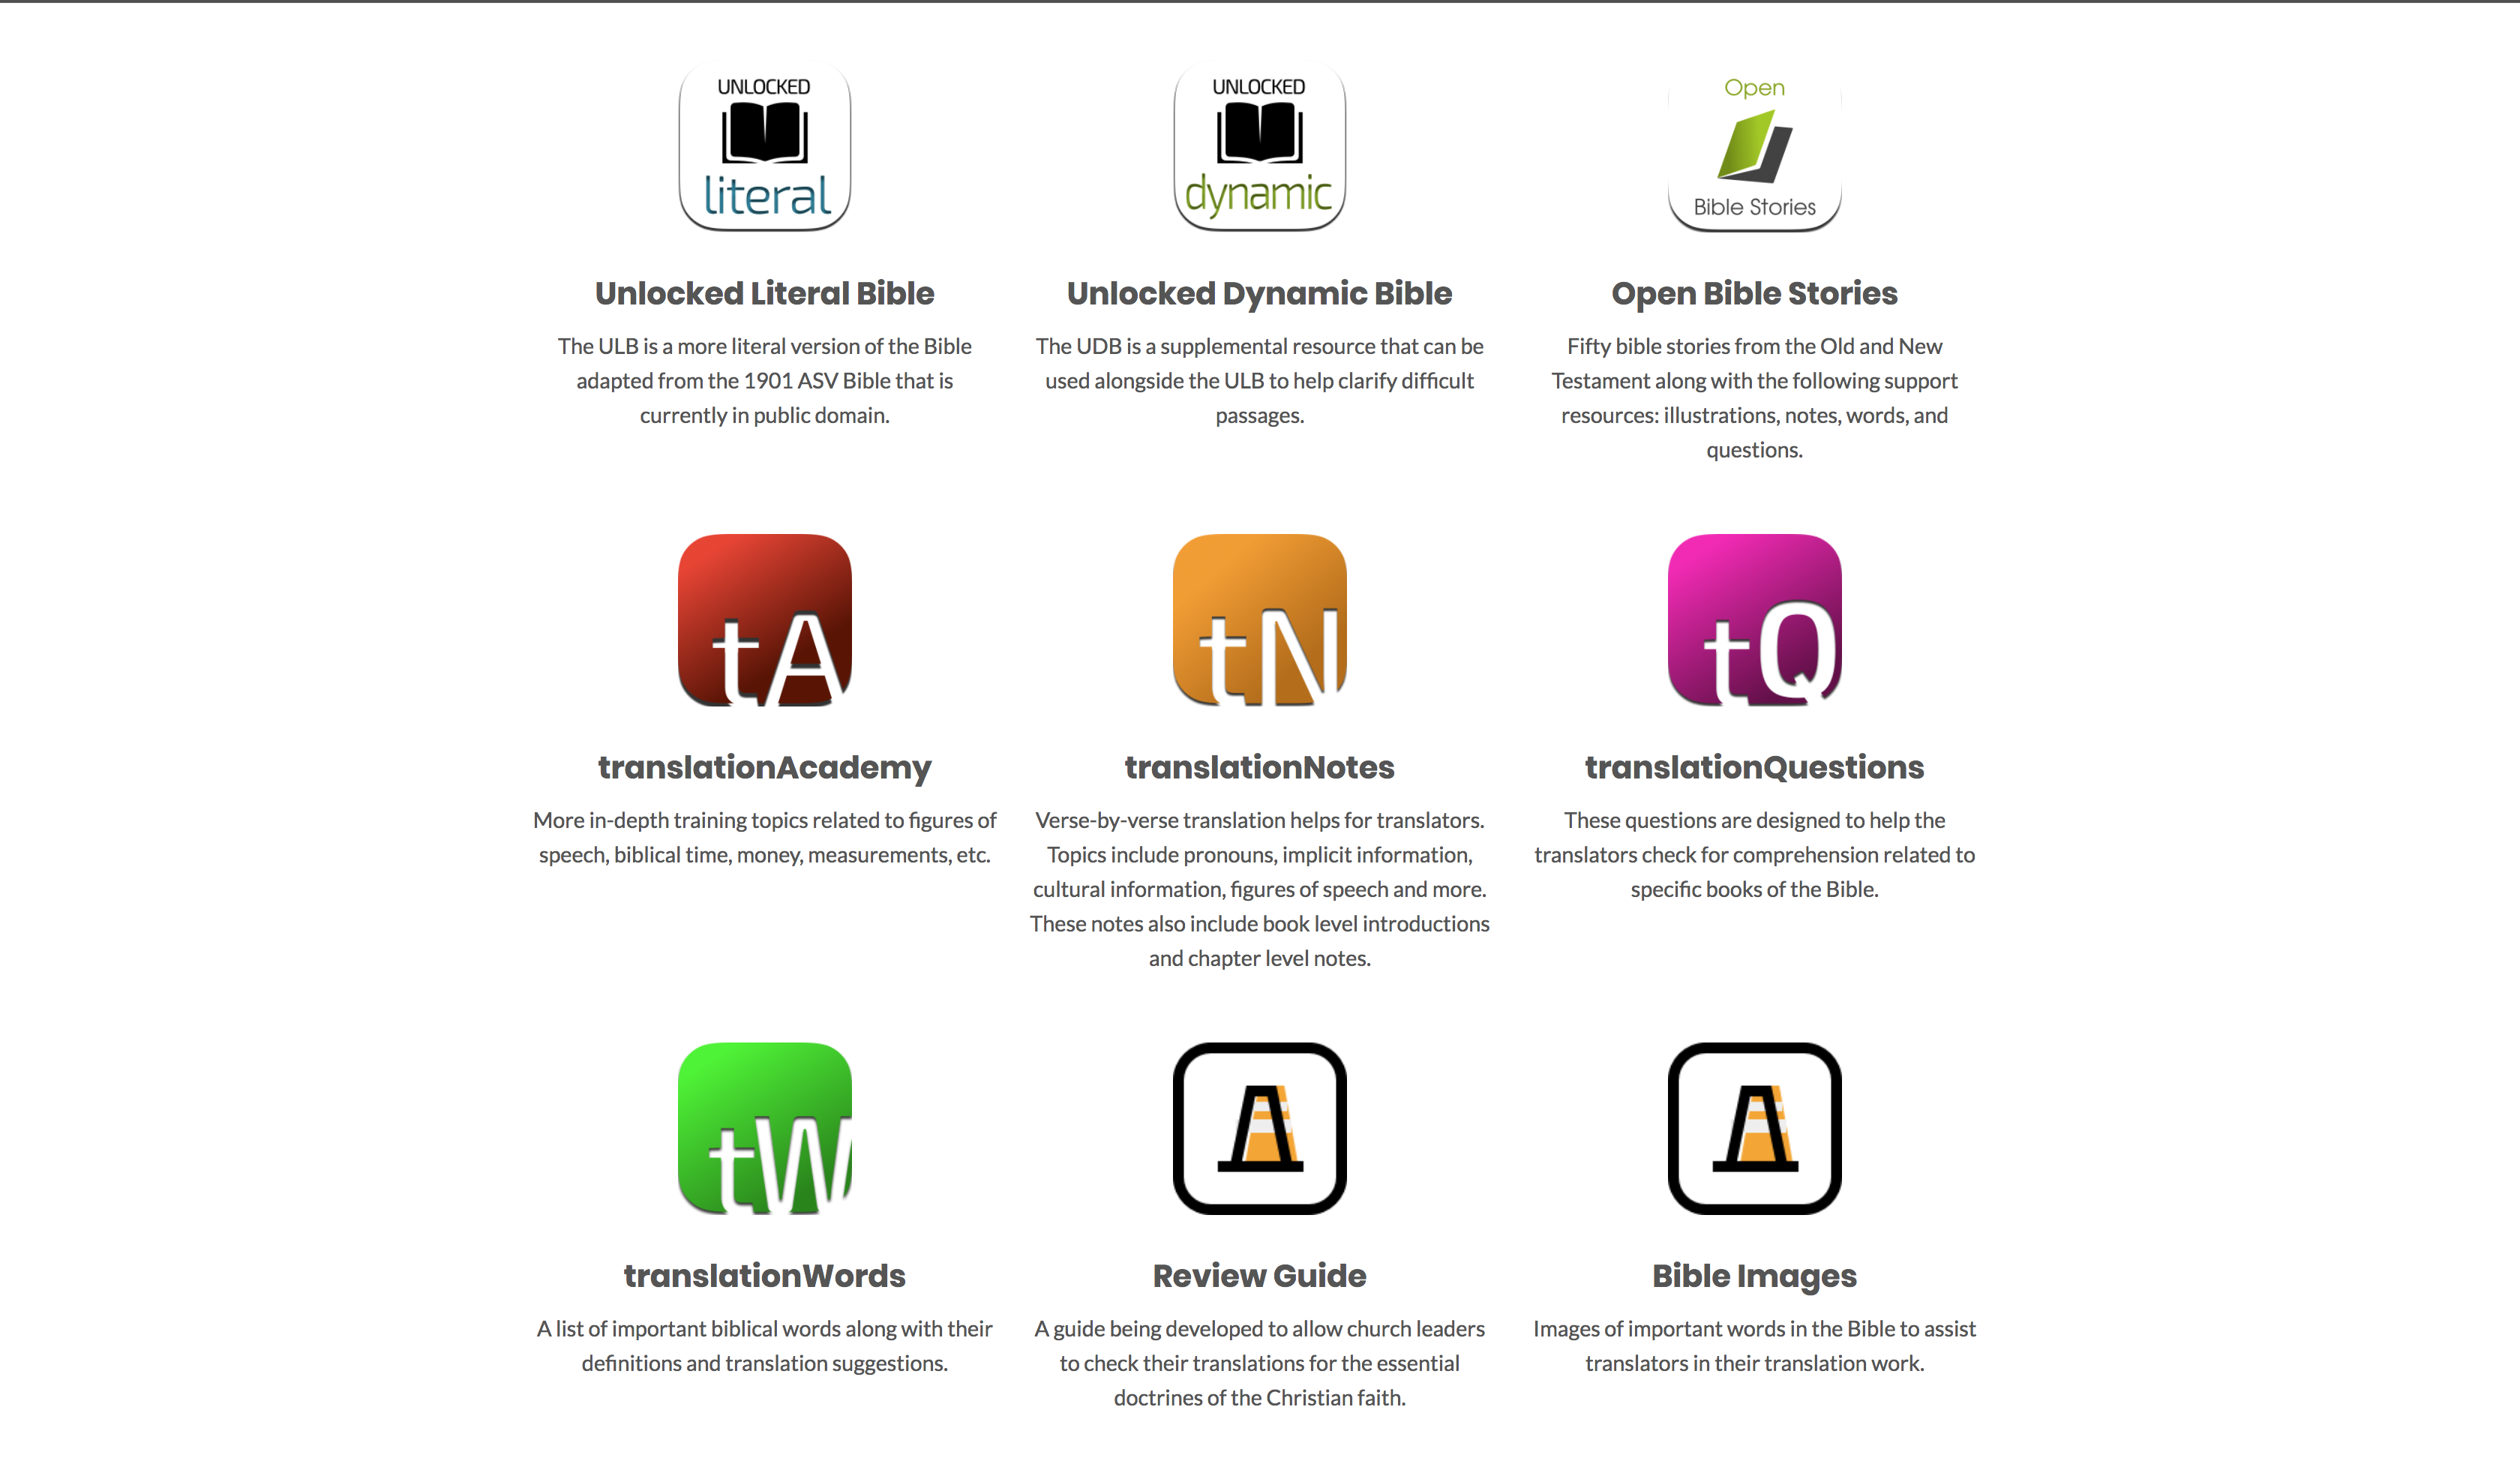 UNLOCKED
literal
UNLOCKED
dynamic
Open
Bible Stories
Unlocked Literal Bible
The ULB is a more literal version of the Bible
adapted from the 1901 ASV Bible that is
currently in public domain.
Unlocked Dynamic Bible
The UDB is a supplemental resource that can be
used alongside the ULB to help clarify difficult
passages.
Open Bible Stories
Fifty bible stories from the Old and New
Testament along with the following support
resources: illustrations, notes, words, and
questions.
tA
translationAcademy
More in-depth training topics related to figures of
speech, biblical time, money, measurements, etc.
tN
translationNotes
Verse-by-verse translation helps for translators.
Topics include pronouns, implicit information,
cultural information, figures of speech and more.
These notes also include book level introductions
and chapter level notes.
tQ
translationQuestions
These questions are designed to help the
translators check for comprehension related to
specific books of the Bible.
tW
translationWords
A list of important biblical words along with their
definitions and translation suggestions.
Review Guide
A guide being developed to allow church leaders
to check their translations for the essential
doctrines of the Christian faith.
Bible Images
Images of important words in the Bible to assist
translators in their translation work.